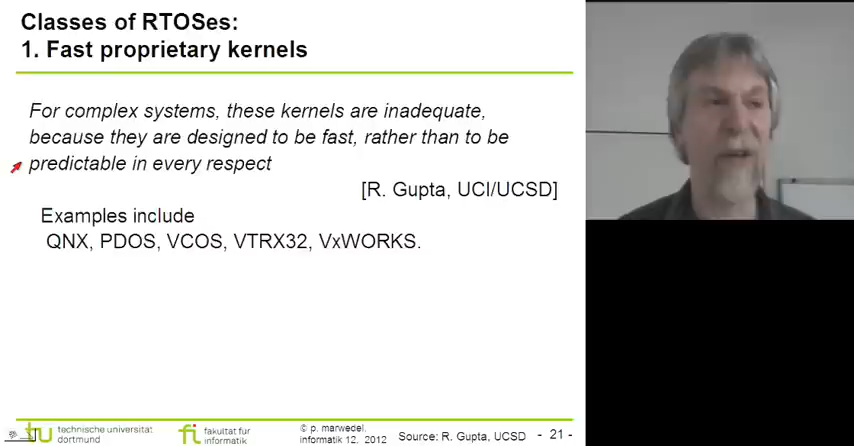 Classes of RTOSes:
1. Fast proprietary kernels
For complex systems, these kernels are inadequate,
because they are designed to be fast, rather than to be
predictable in every respect
[R. Gupta, UCI/UCSD]
Examples include
QNX, PDOS, VCOS, VTRX32, VxWORKS.
tu
technische universität
dortmund
fi
fakultät für
informatik
© p. marwedel,
informatik 12, 2012
Source: R. Gupta, UCSD
- 21 -